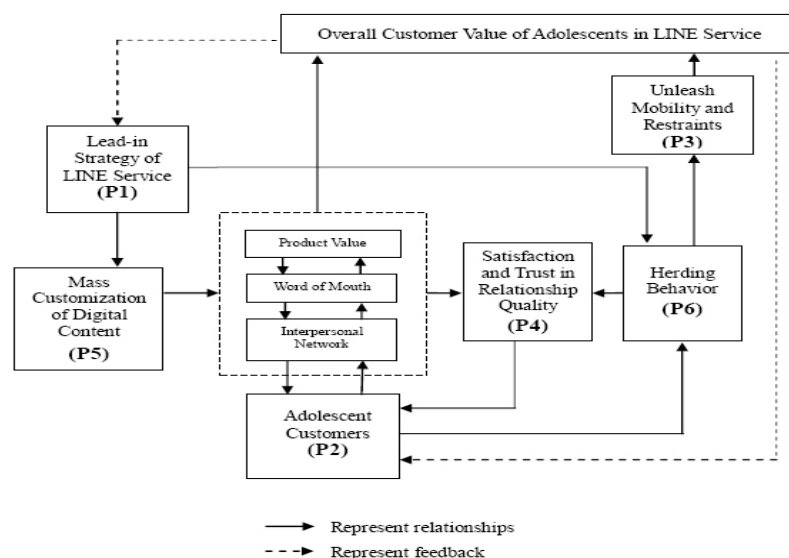 Overall Customer Value of Adolescents in LINE Service
Unleash
Mobility and
Restraints
(P3)
Lead-in
Strategy of
LINE Service
(P1)
Product Value
Word of Mouth
Interpersonal
Network
Mass
Customization
of Digital
Content
(P5)
Satisfaction
and Trust in
Relationship
Quality
(P4)
Herding
Behavior
(P6)
Adolescent
Customers
(P2)
Represent relationships
Represent feedback